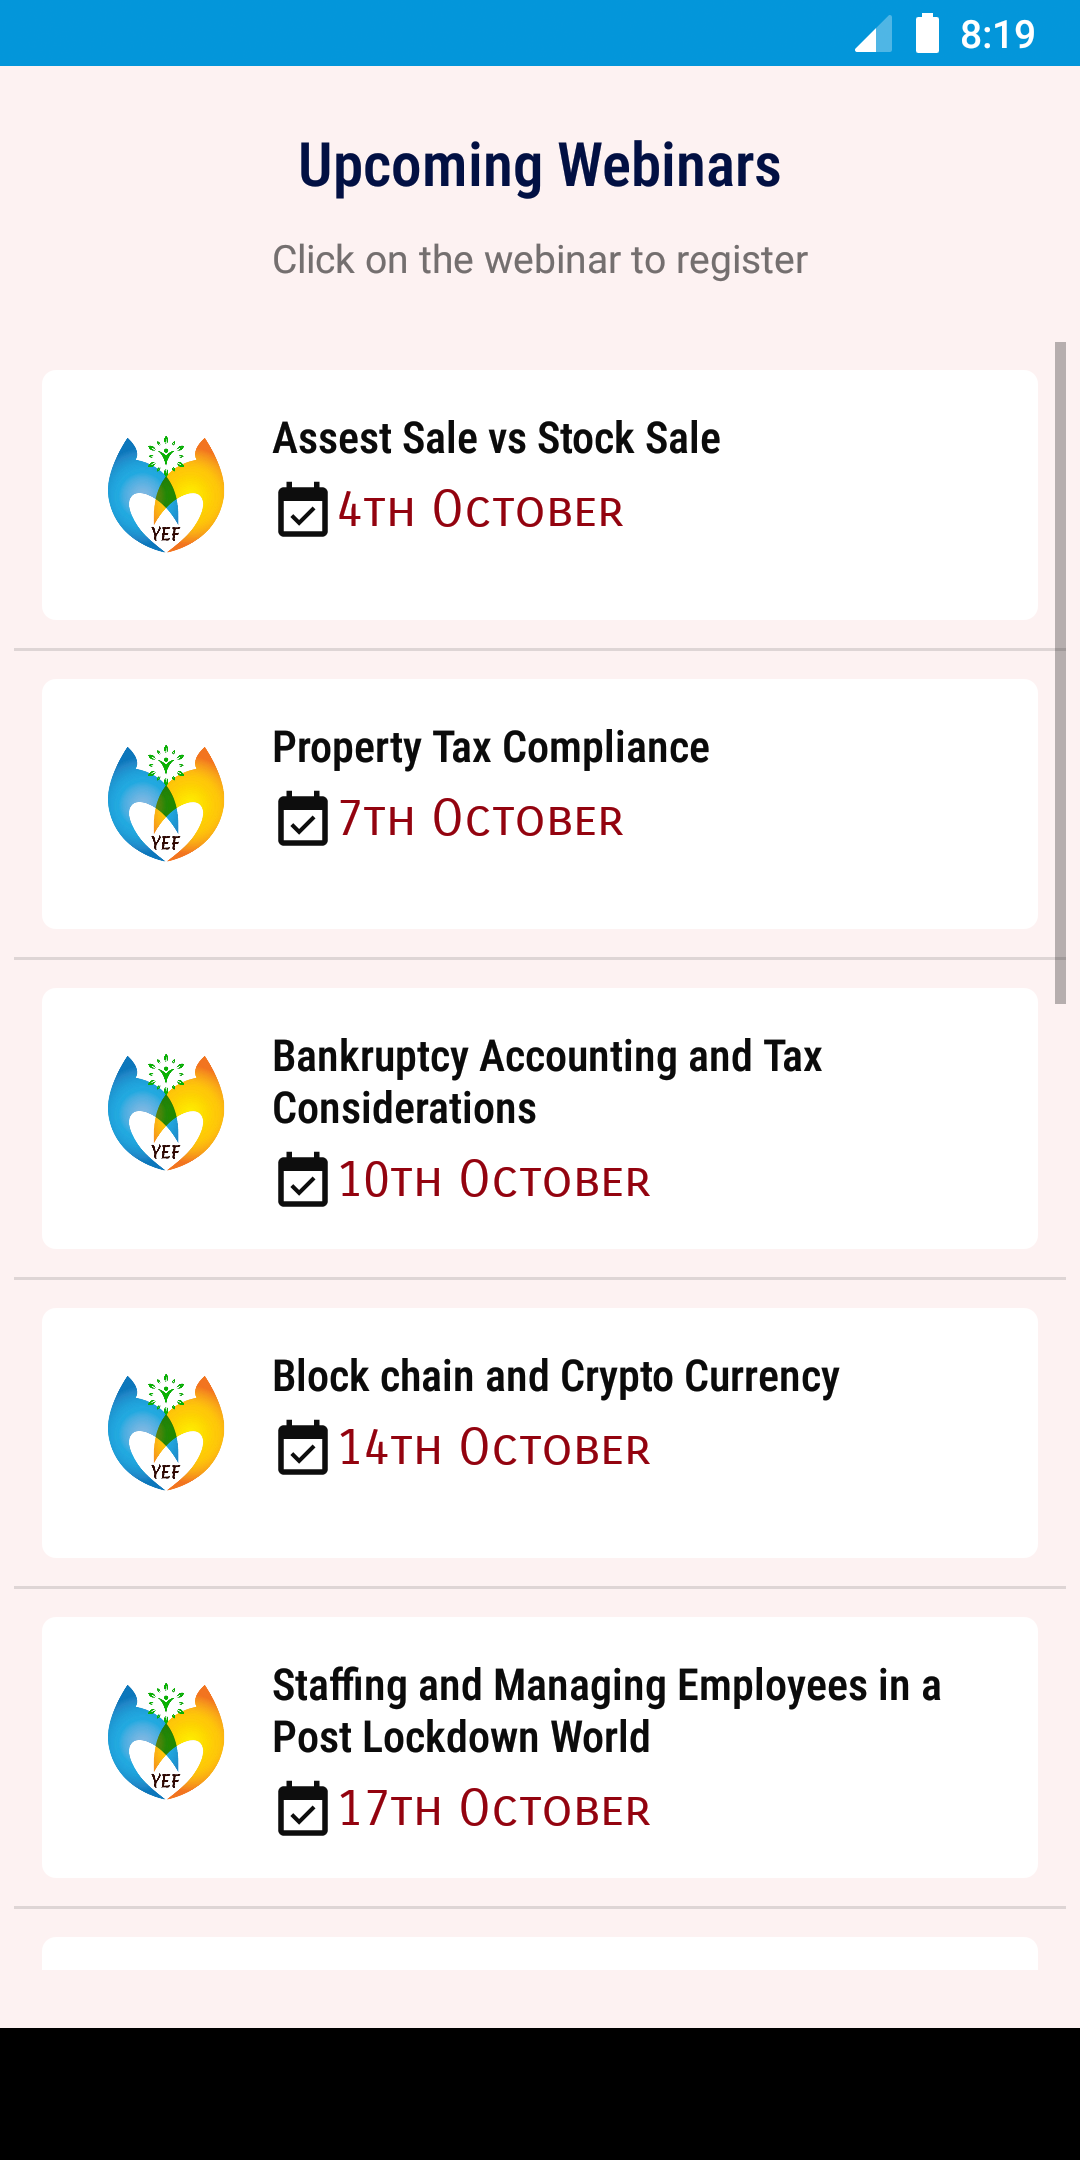 8:19
Upcoming Webinars
Click on the webinar to register
Assest Sale vs Stock Sale
YEF
4th October
Property Tax Compliance
YEF
7th October
Bankruptcy Accounting and Tax
Considerations
YEF
10th October
Block chain and Crypto Currency
YEF
14th October
Staffing and Managing Employees in a
Post Lockdown World
YEF
17th October